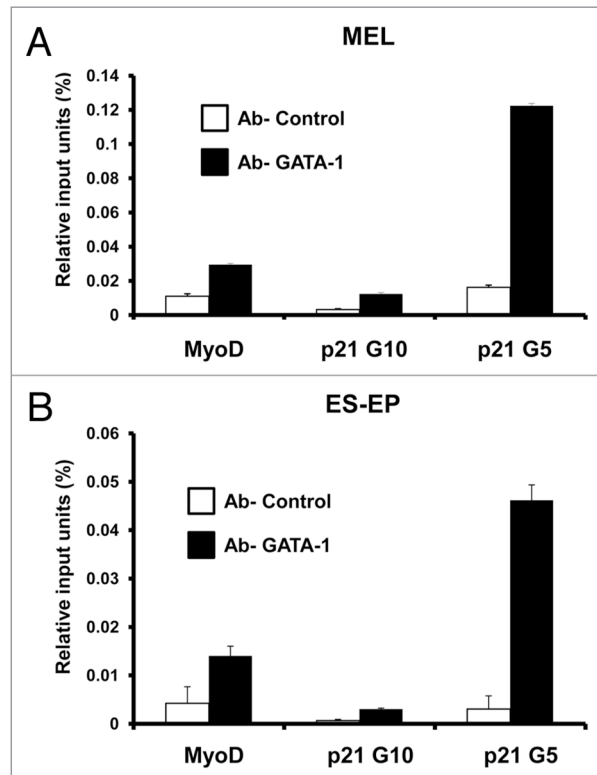 A
MEL
Relative input units (%)
0.14
0.12
0.1
0.08
0.06
0.04
0.02
0
Ab- Control
Ab- GATA-1
MyoD
p21 G10
p21 G5
B
ES-EP
Relative input units (%)
0.06
0.05
0.04
0.03
0.02
0.01
0
Ab- Control
Ab- GATA-1
MyoD
p21 G10
p21 G5